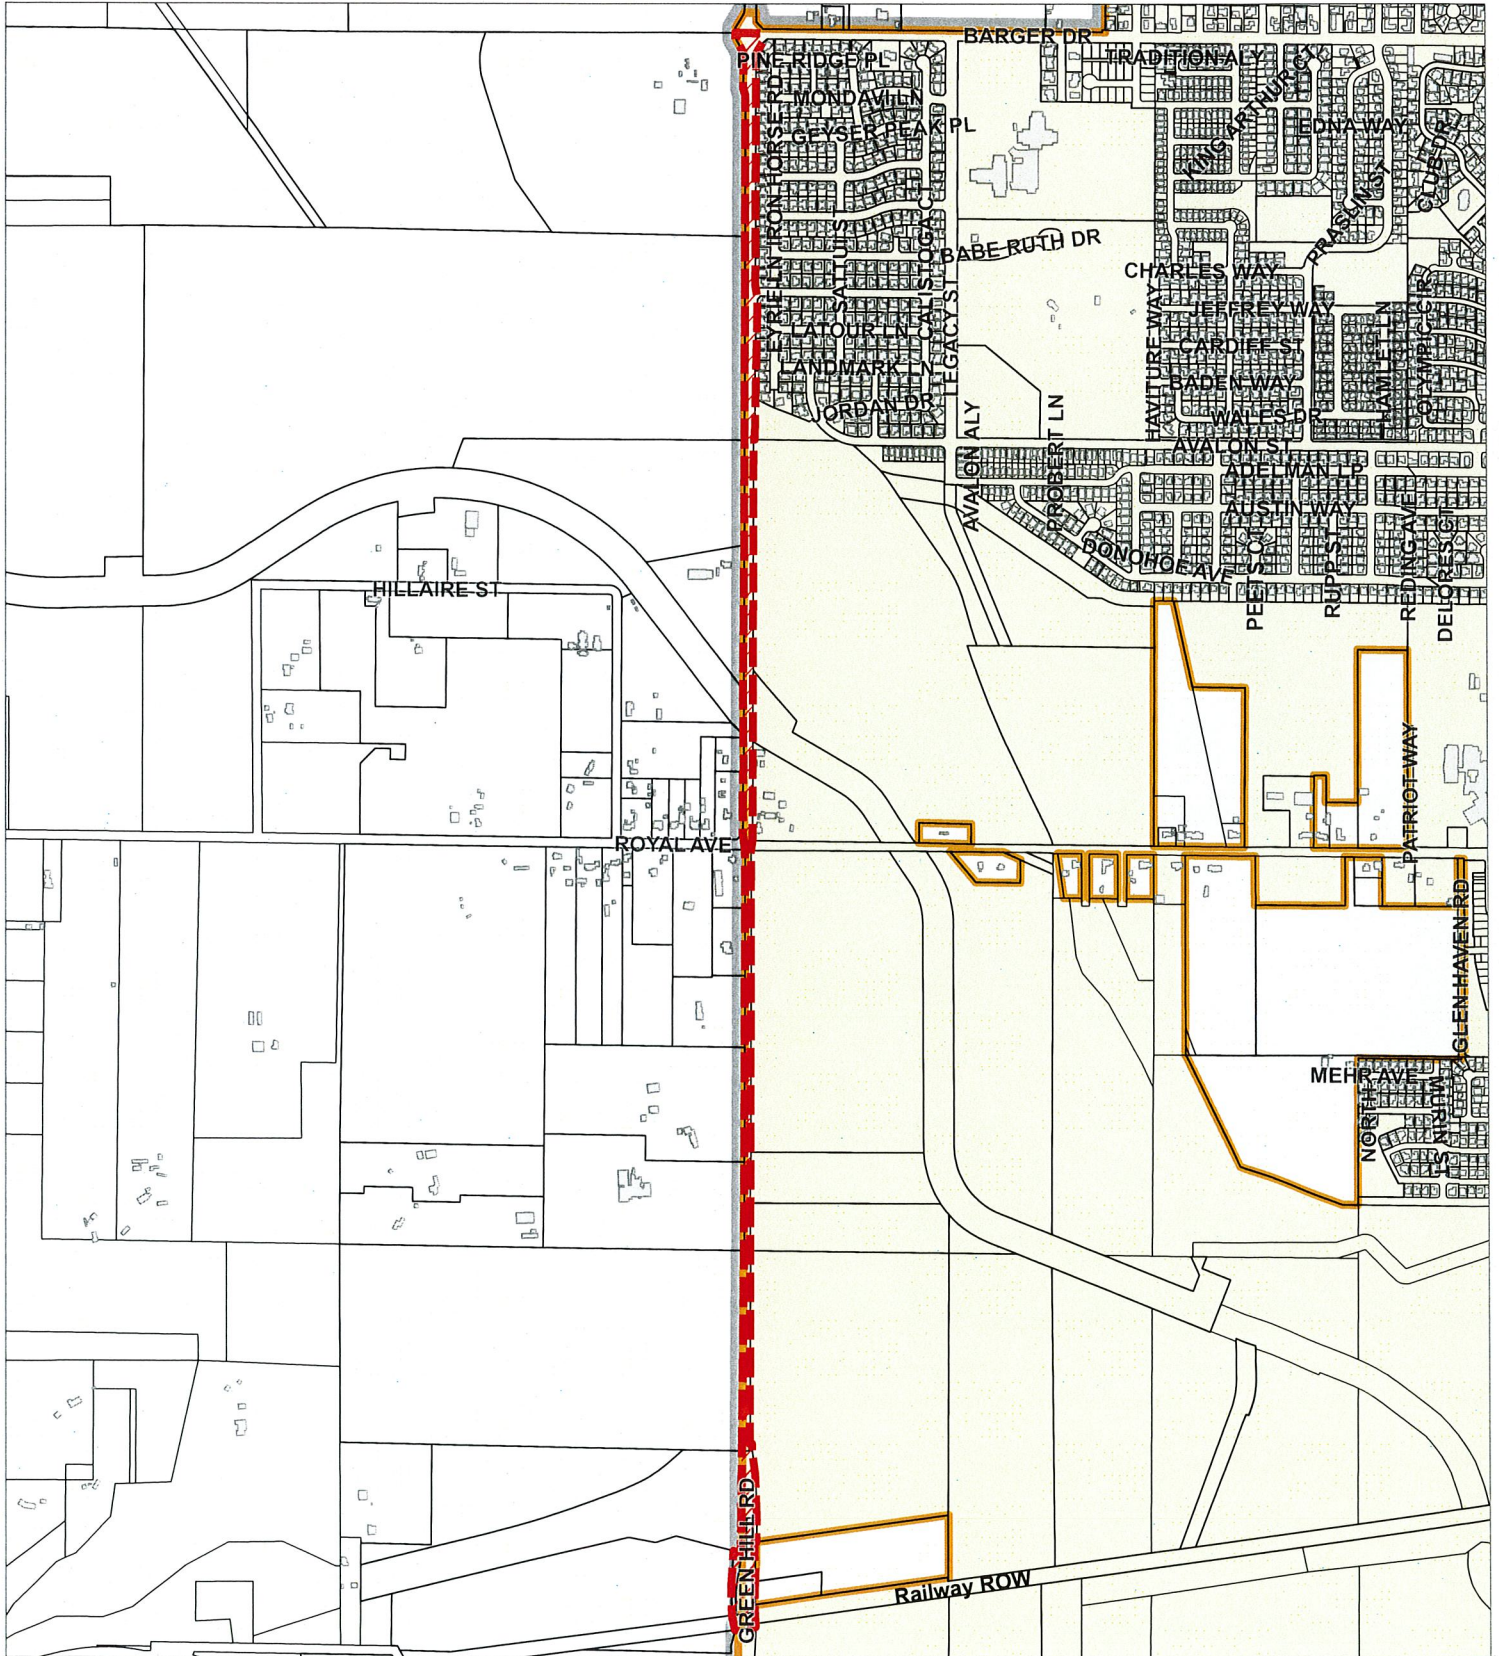 BARGER DR
PINE RIDGE PL
TRADITION ALY
MONDAVI LN
GEYSER PEAK PL
KING ARTHUR CT
EDNA WAY
CLUB DR
IRON HORSE RD
EYRIE LN
SATUI ST
CALISTOGA CT
LEGACY ST
BABE RUTH DR
PRASLIN ST
CHARLES WAY
HAVITURE WAY
JEFFREY WAY
LATOUR LN
CARDIFF ST
HAMLET LN
OLYMPIC CIR
LANDMARK LN
BADEN WAY
JORDAN DR
WALES DR
AVALON ALY
PROBERT LN
AVALON ST
ADELMAN LP
AUSTIN WAY
DONOHOE AVE
PEETS CT
RUPP ST
REDING AVE
DELORES CT
HILLAIRE ST
PATRIOT WAY
ROYAL AVE
GLEN HAVEN RD
MEHR AVE
NORTH
MURIN ST
GREEN HILL RD
Railway ROW